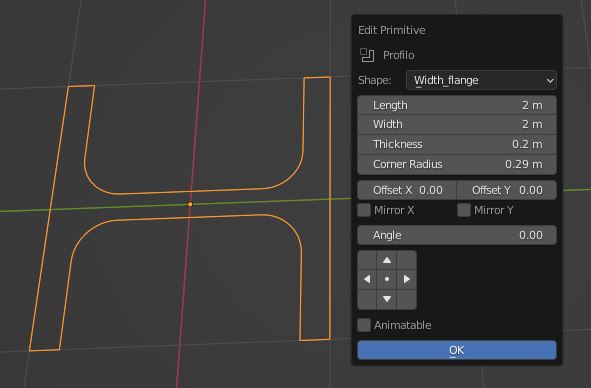 Edit Primitive
Profilo
Shape: Width_flange
Length 2 m
Width 2 m
Thickness 0.2 m
Corner Radius 0.29 m
Offset X 0.00 Offset Y 0.00
Mirror X Mirror Y
Angle 0.00
Animatable
OK